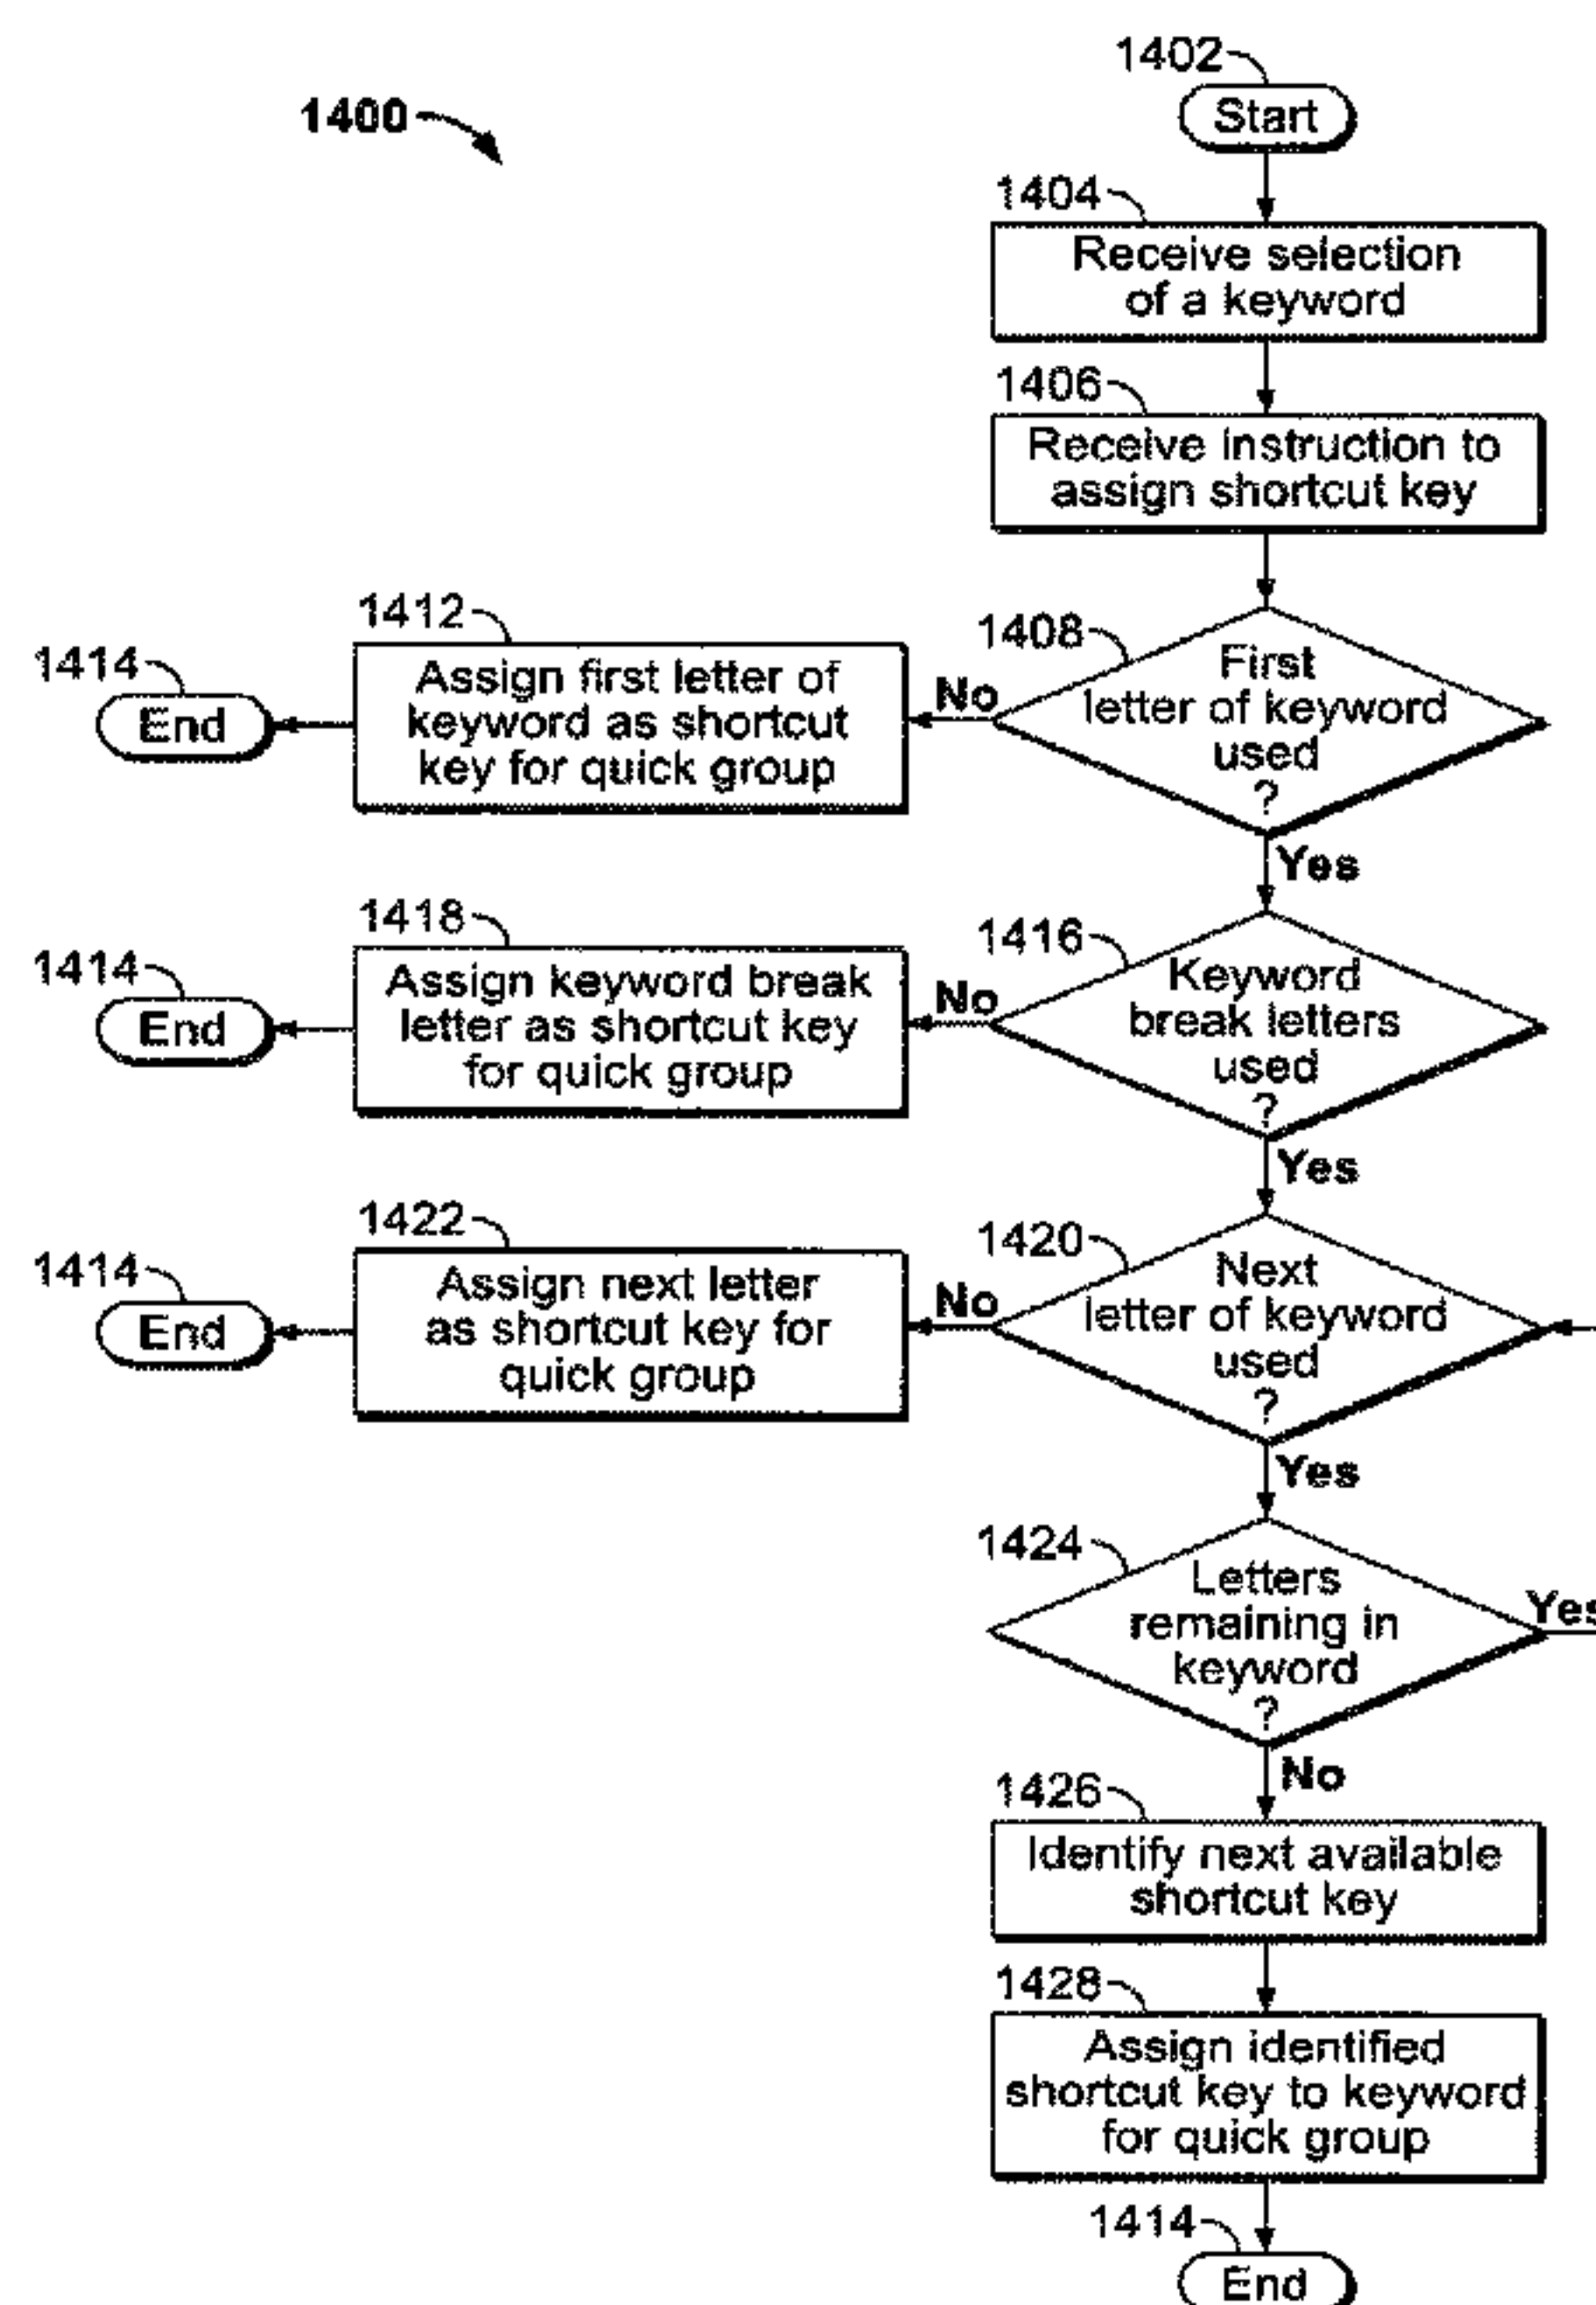 1400
1402
Start
1404
Receive selection
of a keyword
1406
Receive instruction to
assign shortcut key
1408
First
letter of keyword
used
?
No
1412
Assign first letter of
keyword as shortcut
key for quick group
1414
End
Yes
1416
Keyword
break letters
used
?
No
1418
Assign keyword break
letter as shortcut key
for quick group
1414
End
Yes
1420
Next
letter of keyword
used
?
No
1422
Assign next letter
as shortcut key for
quick group
1414
End
Yes
1424
Letters
remaining in
keyword
?
Yes
No
1426
Identify next available
shortcut key
1428
Assign identified
shortcut key to keyword
for quick group
1414
End